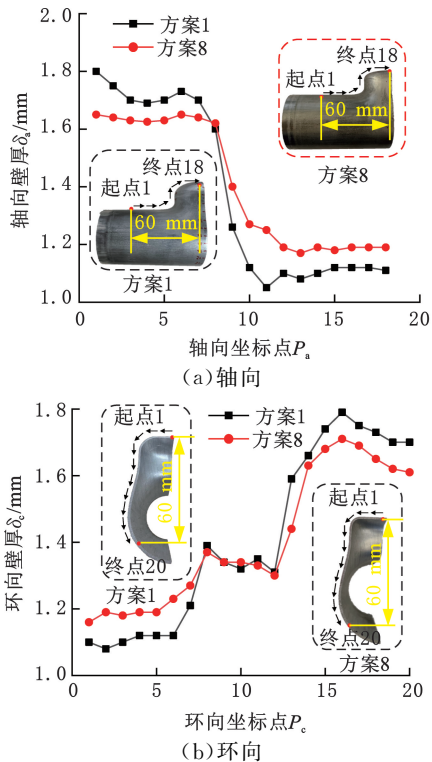 2.0
1.8
1.6
1.4
1.2
1.0
轴向壁厚δa/mm
方案1
方案8
终点18
起点1
60 mm
方案8
终点18
起点1
60 mm
方案1
0 5 10 15 20
轴向坐标点Pa
(a)轴向
1.8
1.6
1.4
1.2
1.0
环向壁厚δc/mm
起点1
方案1
方案8
60 mm
终点20
方案1
起点1
60 mm
终点20
方案8
0 5 10 15 20
环向坐标点Pc
(b)环向